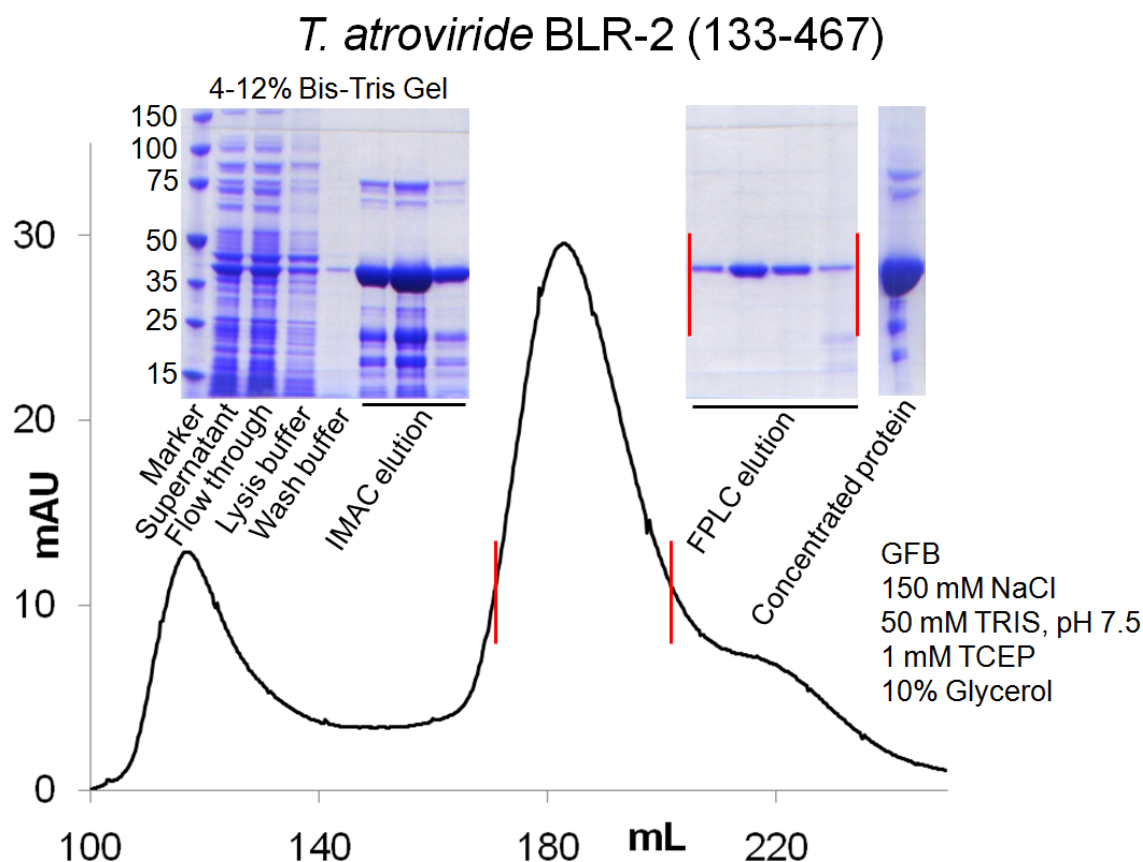 T. atroviride BLR-2 (133-467)
4-12% Bis-Tris Gel
150
100
75
50
35
25
15
Marker
Supernatant
Flow through
Lysis buffer
Wash buffer
IMAC elution
FPLC elution
Concentrated protein
GFB
150 mM NaCl
50 mM TRIS, pH 7.5
1 mM TCEP
10% Glycerol
mAU
30
20
10
0
100
140
180
220
mL